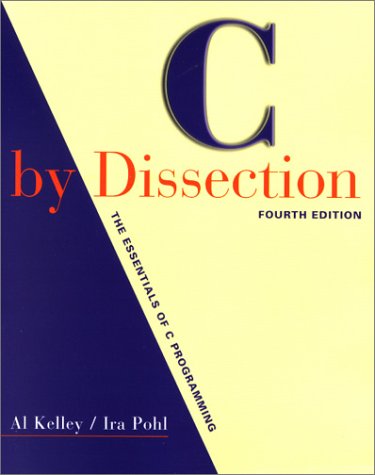 C
by Dissection
FOURTH EDITION
THE ESSENTIALS OF C PROGRAMMING
Al Kelley / Ira Pohl